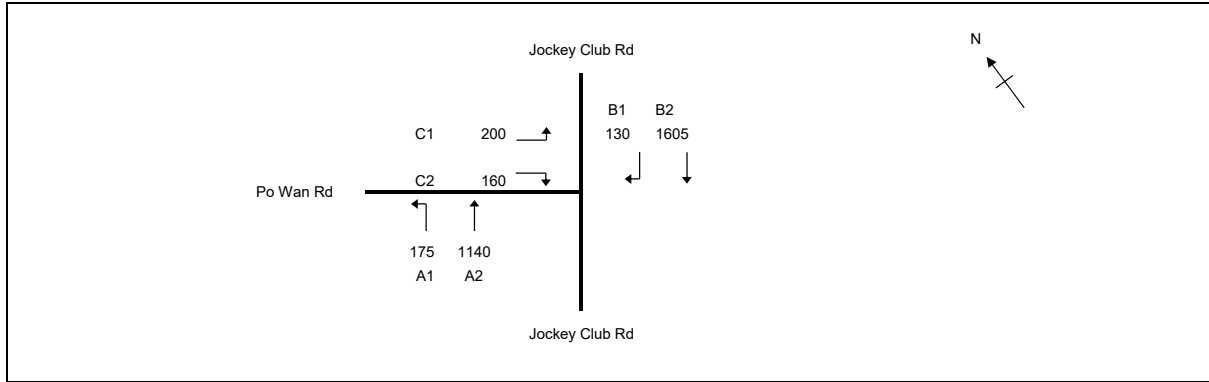 Jockey Club Rd
N
B1 B2
C1 200 130 1605
C2 160
Po Wan Rd
175 1140
A1 A2
Jockey Club Rd